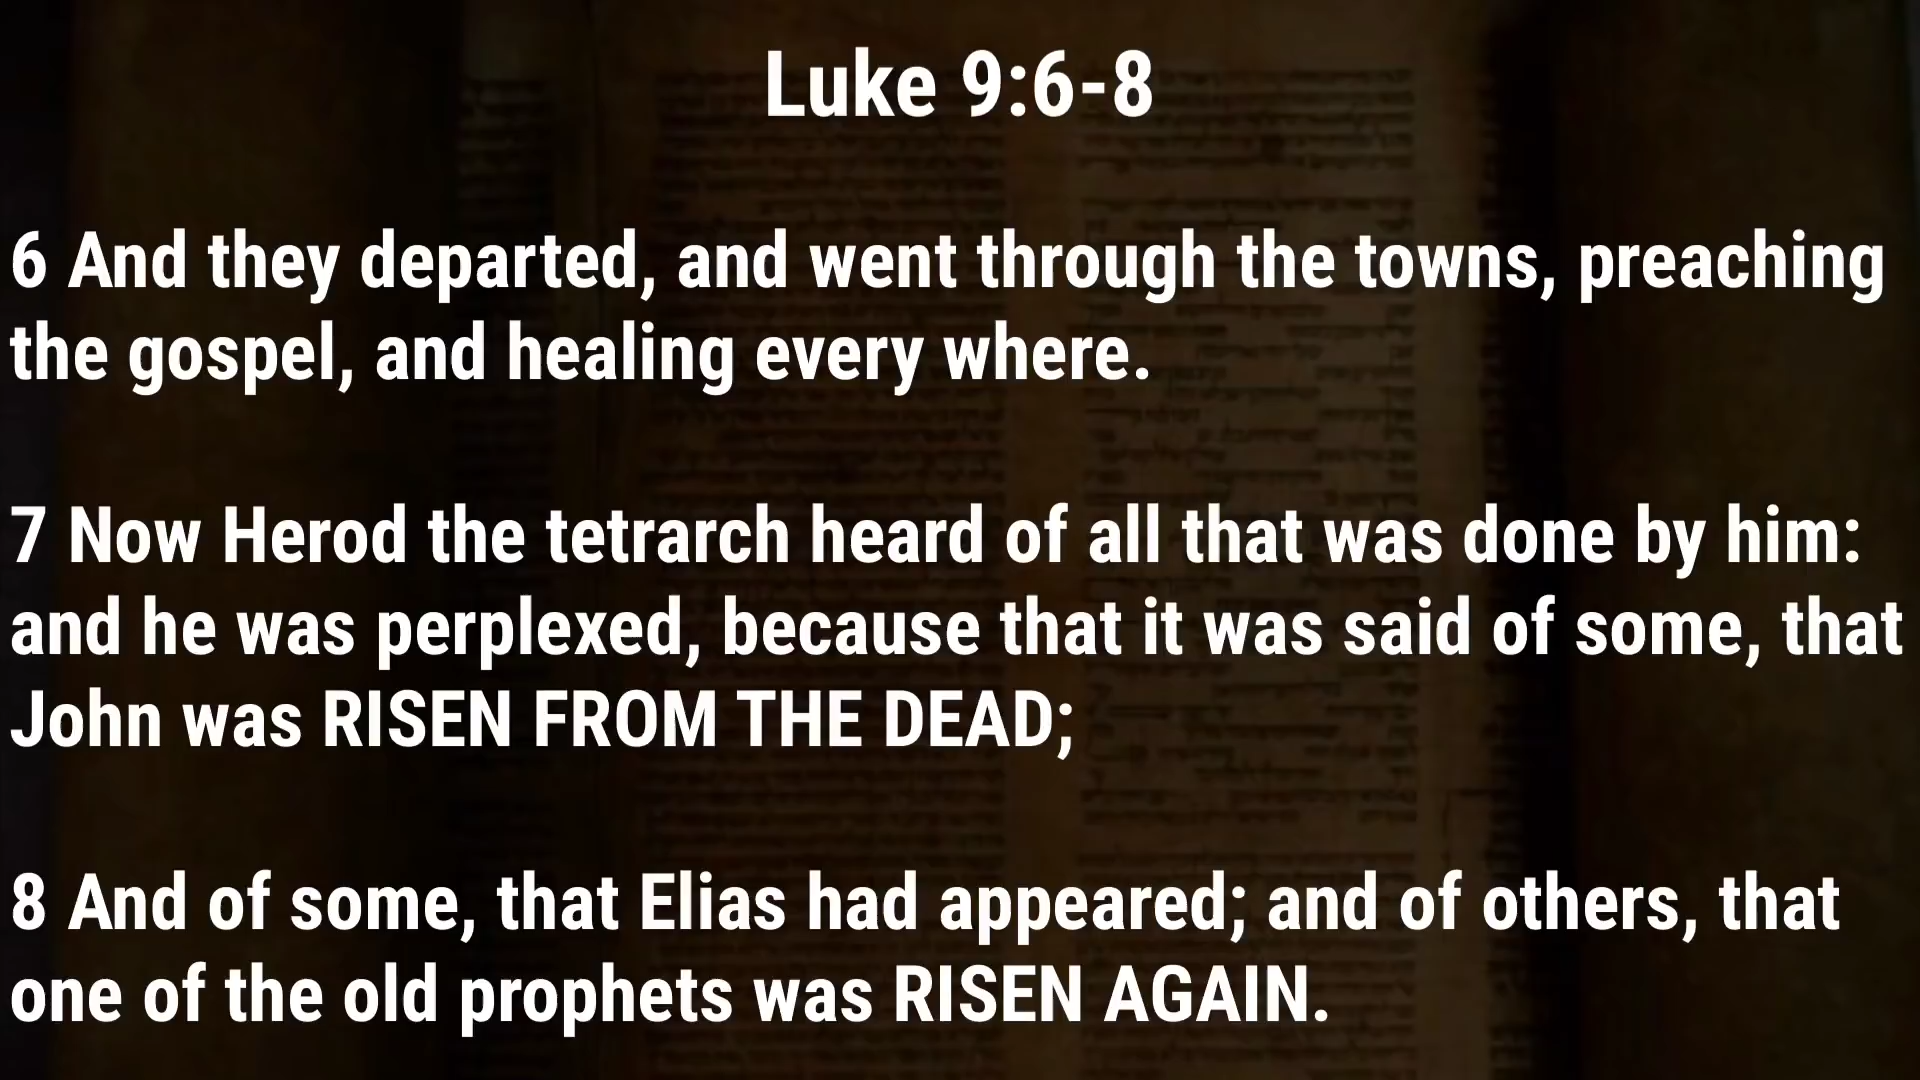 Luke 9:6-8
6 And they departed, and went through the towns, preaching
the gospel, and healing every where.
7 Now Herod the tetrarch heard of all that was done by him:
and he was perplexed, because that it was said of some, that
John was RISEN FROM THE DEAD;
8 And of some, that Elias had appeared; and of others, that
one of the old prophets was RISEN AGAIN.